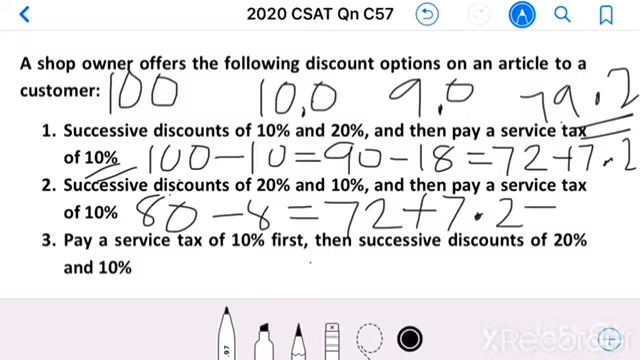 2020 CSAT Qn C57
A shop owner offers the following discount options on an article to a
customer:
100 10.0 9.0 79.2
1. Successive discounts of 10% and 20%, and then pay a service tax
of 10% 100-10=90-18=72+7.2
2. Successive discounts of 20% and 10%, and then pay a service tax
of 10% 80-8=72+7.2=
3. Pay a service tax of 10% first, then successive discounts of 20%
and 10%
.97
XRecorder